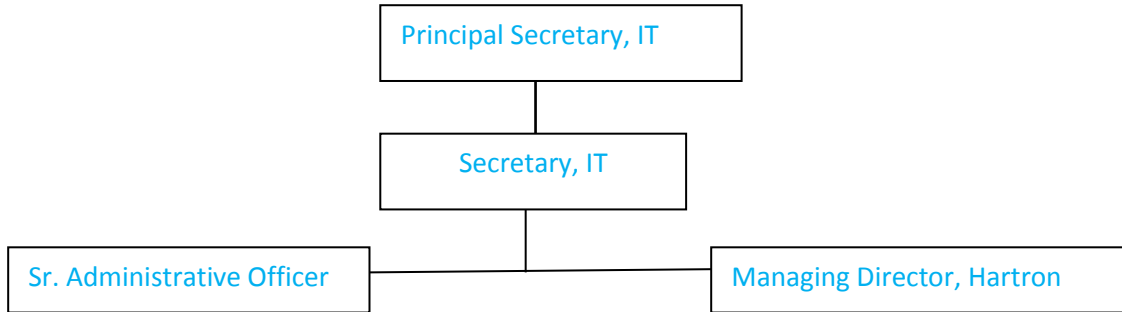 Principal Secretary, IT
Secretary, IT
Sr. Administrative Officer
Managing Director, Hartron